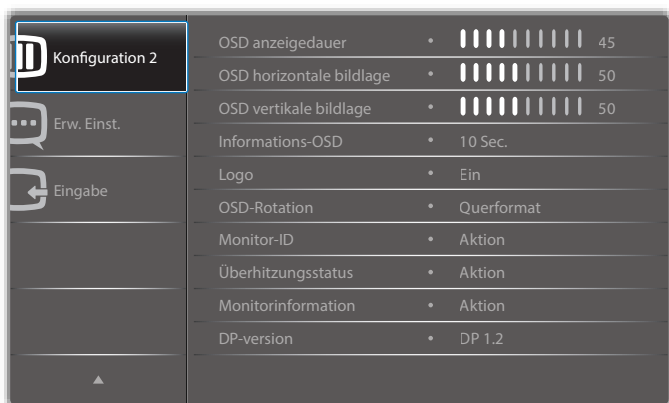 Konfiguration 2
Erw. Einst.
Eingabe
OSD anzeigedauer • 45
OSD horizontale bildlage • 50
OSD vertikale bildlage • 50
Informations-OSD • 10 Sec.
Logo • Ein
OSD-Rotation • Querformat
Monitor-ID • Aktion
Überhitzungsstatus • Aktion
Monitorinformation • Aktion
DP-version • DP 1.2